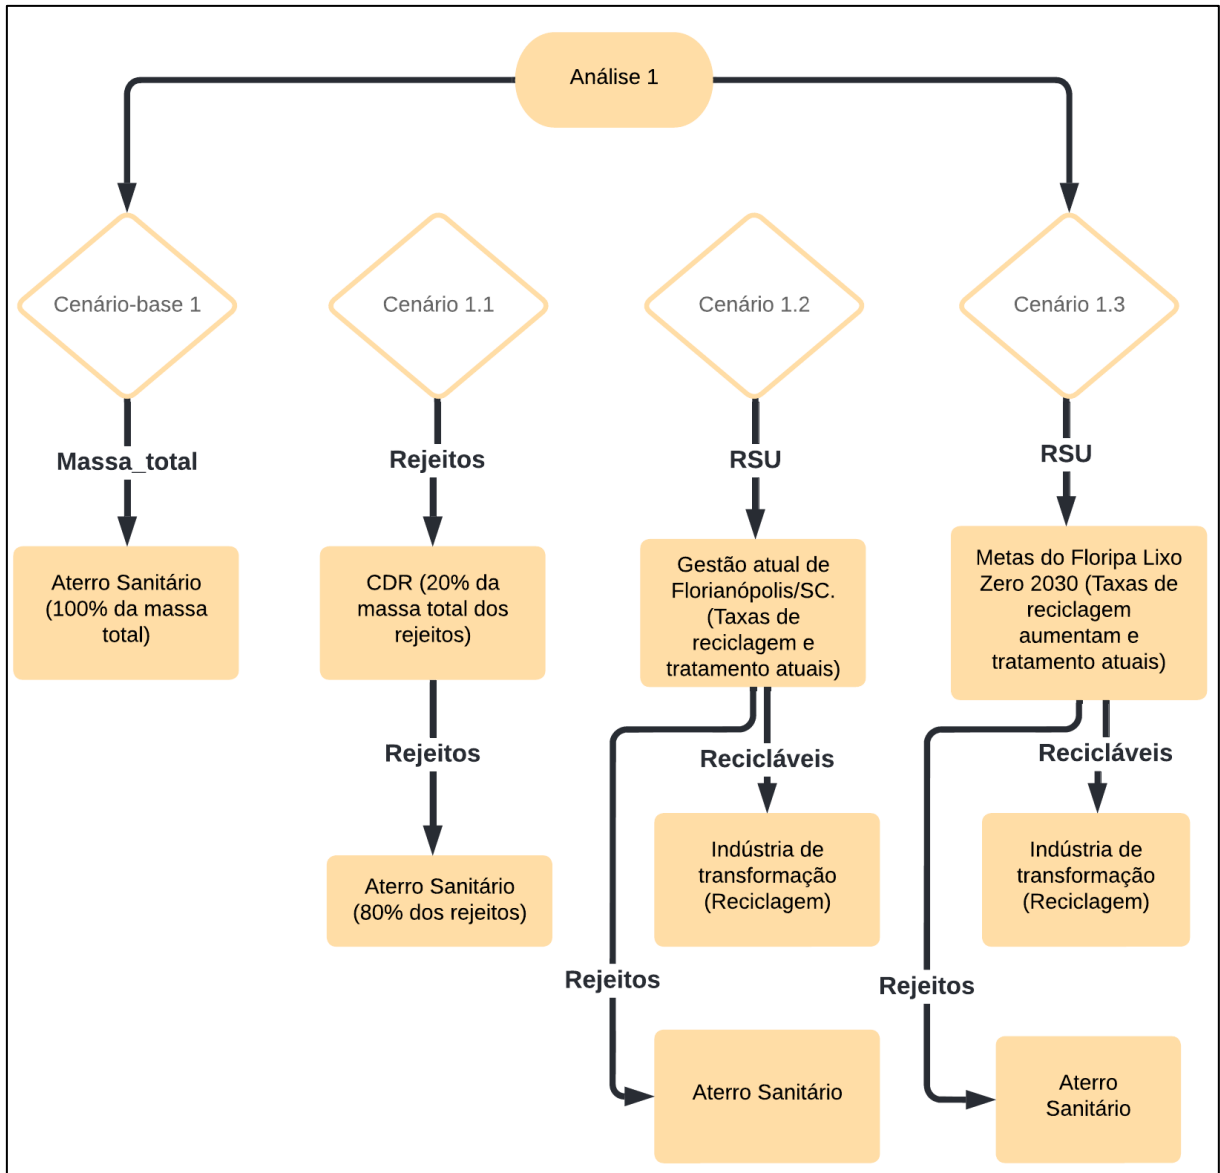 Análise 1
Cenário-base 1
Cenário 1.1
Cenário 1.2
Cenário 1.3
Massa_total
Rejeitos
RSU
RSU
Aterro Sanitário
(100% da massa
total)
CDR (20% da
massa total dos
rejeitos)
Gestão atual de
Florianópolis/SC.
(Taxas de
reciclagem e
tratamento atuais)
Metas do Floripa Lixo
Zero 2030 (Taxas de
reciclagem
aumentam e
tratamento atuais)
Rejeitos
Recicláveis
Recicláveis
Aterro Sanitário
(80% dos rejeitos)
Indústria de
transformação
(Reciclagem)
Indústria de
transformação
(Reciclagem)
Rejeitos
Rejeitos
Aterro Sanitário
Aterro
Sanitário